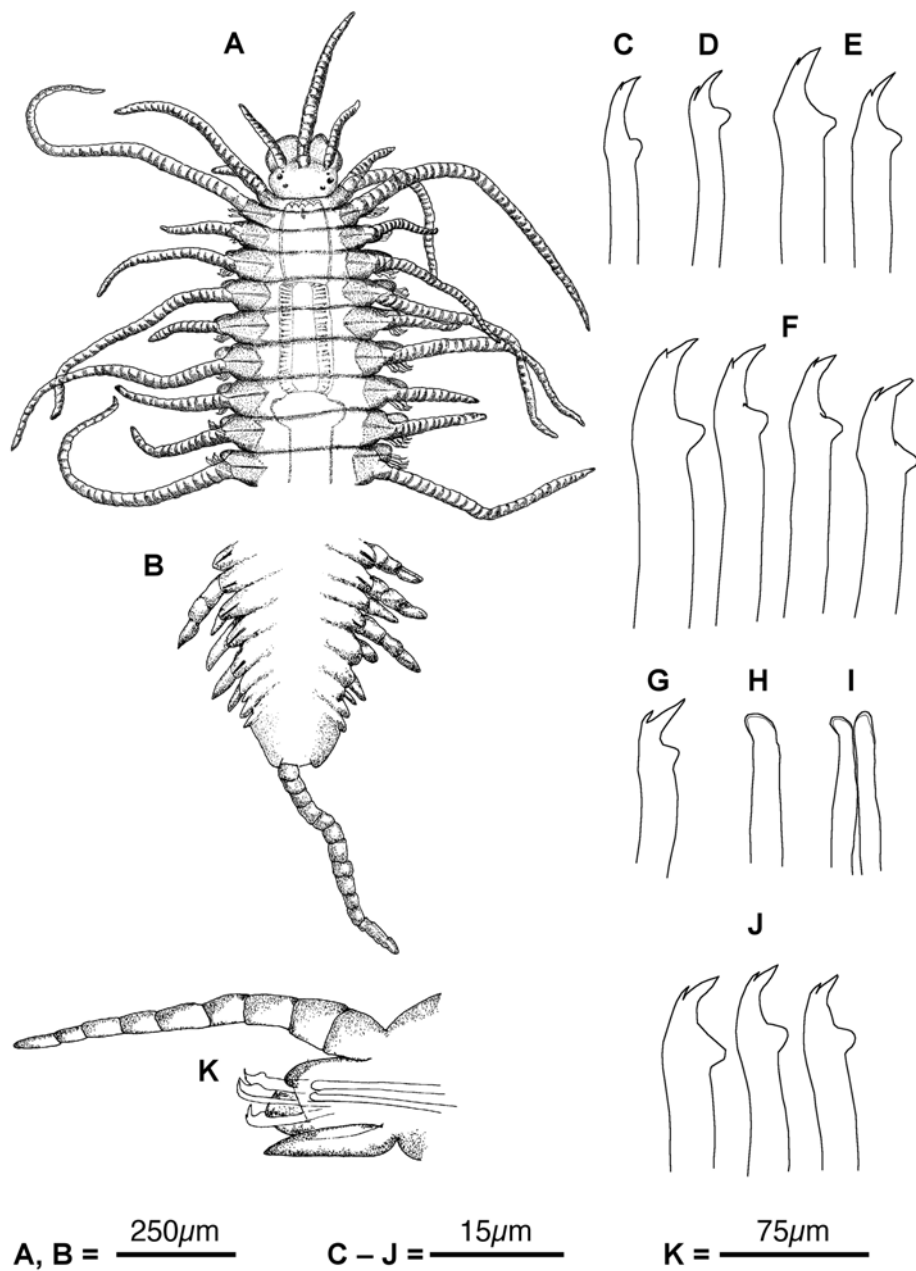 A
C D E
F
B
G H I
J
K
250µm 15µm 75µm
A, B = C – J = K =